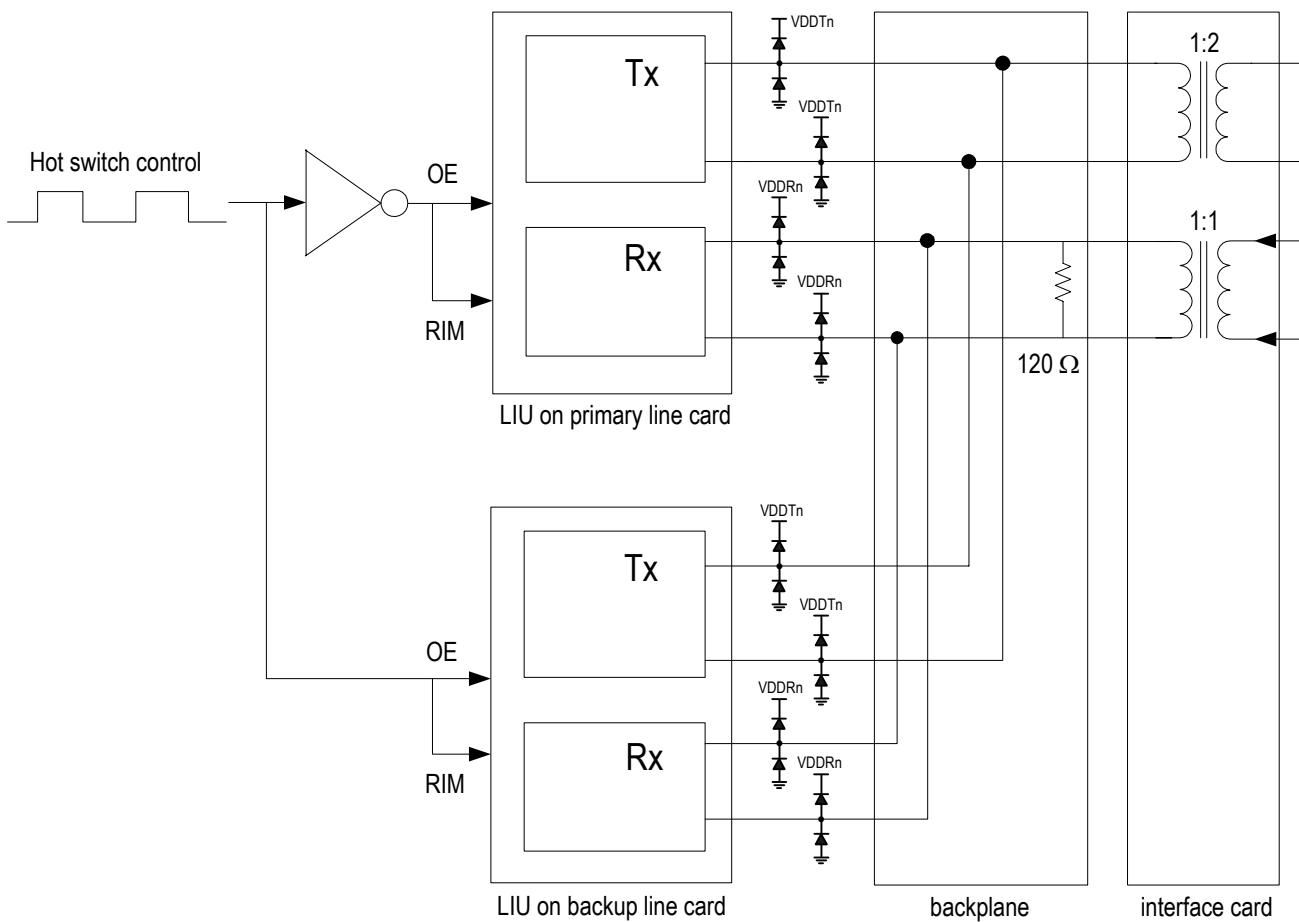 VDDTn
1:2
Tx
VDDTn
Hot switch control
OE
VDDRn
1:1
Rx
VDDRn
RIM
120 Ω
LIU on primary line card
VDDTn
Tx
VDDTn
OE
VDDRn
Rx
VDDRn
RIM
LIU on backup line card
backplane
interface card